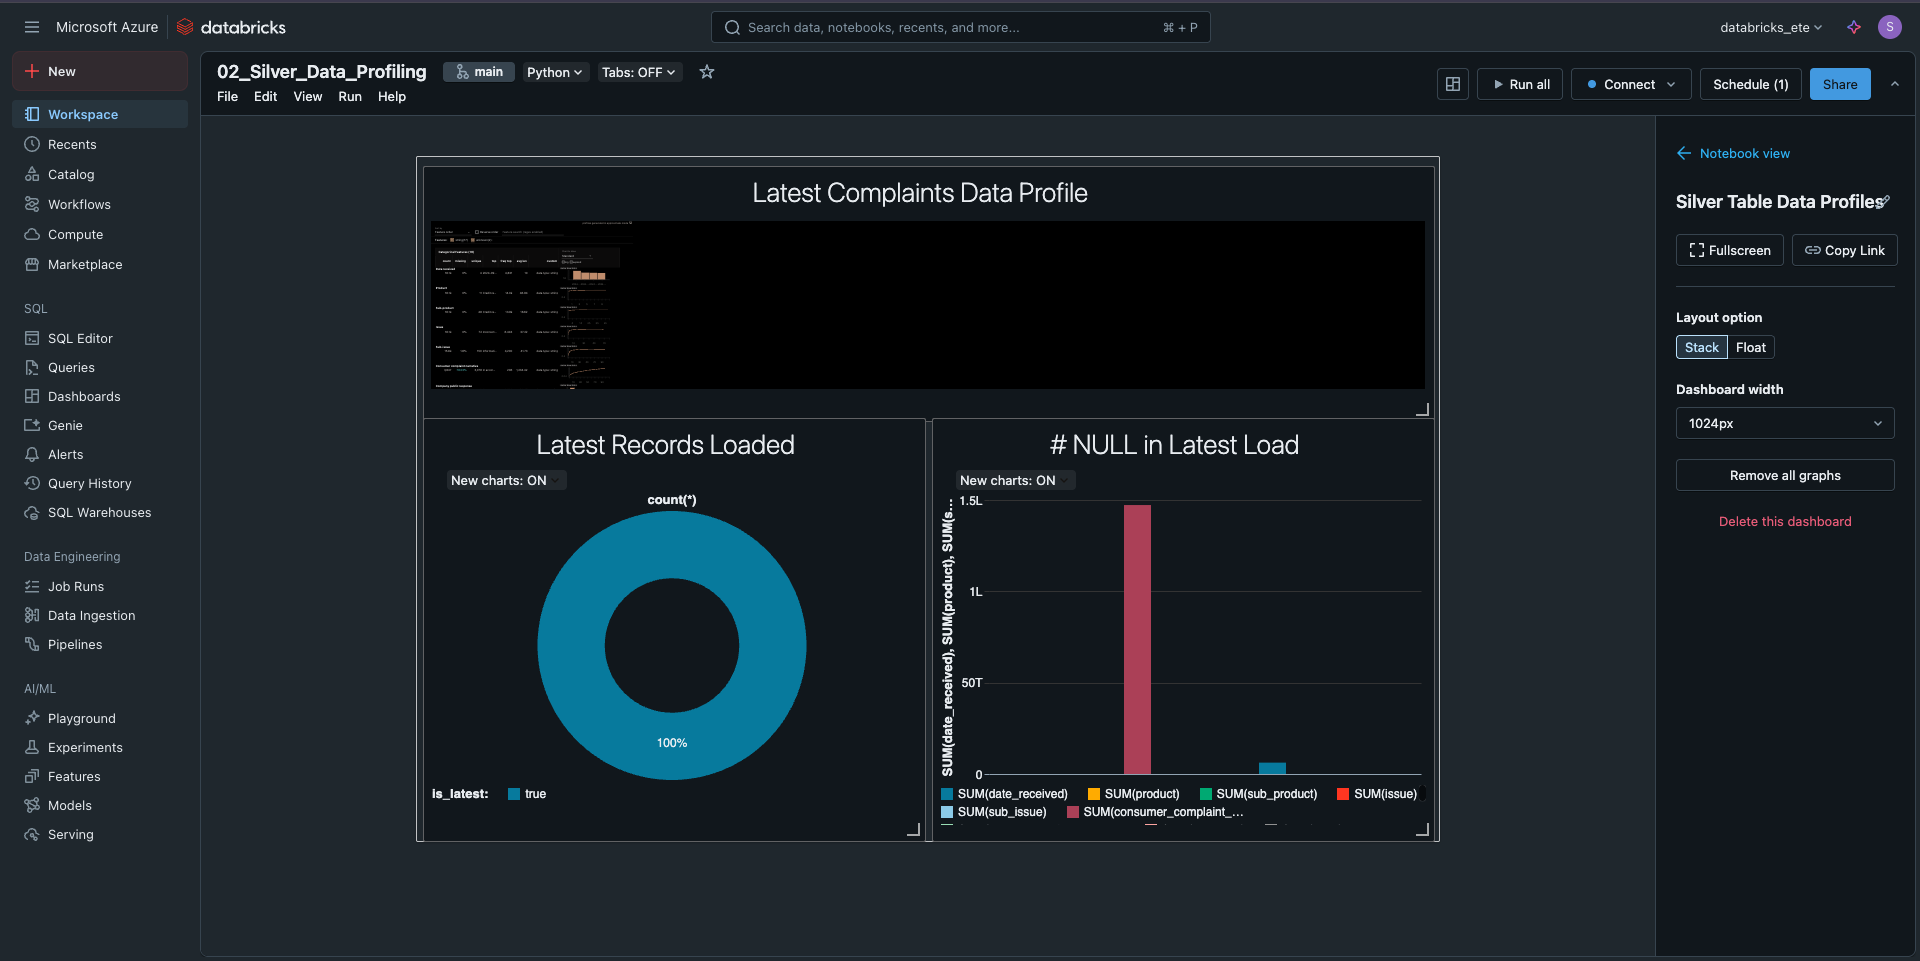 Microsoft Azure
databricks
Search data, notebooks, recents, and more...
⌘ + P
databricks_ete
S
New
Workspace
Recents
Catalog
Workflows
Compute
Marketplace
SQL
SQL Editor
Queries
Dashboards
Genie
Alerts
Query History
SQL Warehouses
Data Engineering
Job Runs
Data Ingestion
Pipelines
AI/ML
Playground
Experiments
Features
Models
Serving
02_Silver_Data_Profiling
main
Python
Tabs: OFF
File Edit View Run Help
Run all
Connect
Schedule (1)
Share
Latest Complaints Data Profile
Latest Records Loaded
New charts: ON
count(*)
100%
is_latest:
true
# NULL in Latest Load
New charts: ON
SUM(date_received), SUM(product), SUM(s...
1.5L
1L
50T
0
SUM(date_received) SUM(product) SUM(sub_product) SUM(issue)
SUM(sub_issue) SUM(consumer_complaint_...
Notebook view
Silver Table Data Profiles
Fullscreen
Copy Link
Layout option
Stack Float
Dashboard width
1024px
Remove all graphs
Delete this dashboard